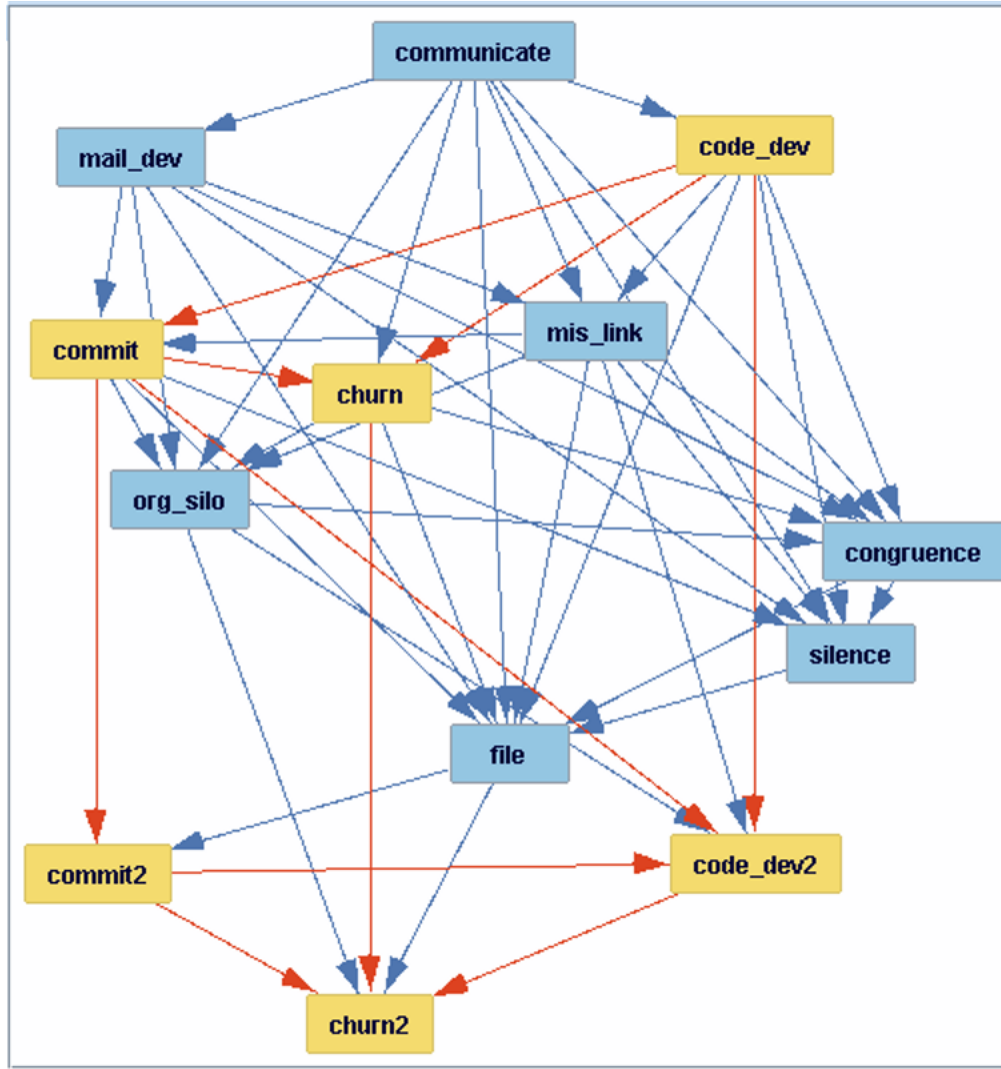 communicate
mail_dev
code_dev
commit
mis_link
churn
org_silo
congruence
silence
file
commit2
code_dev2
churn2